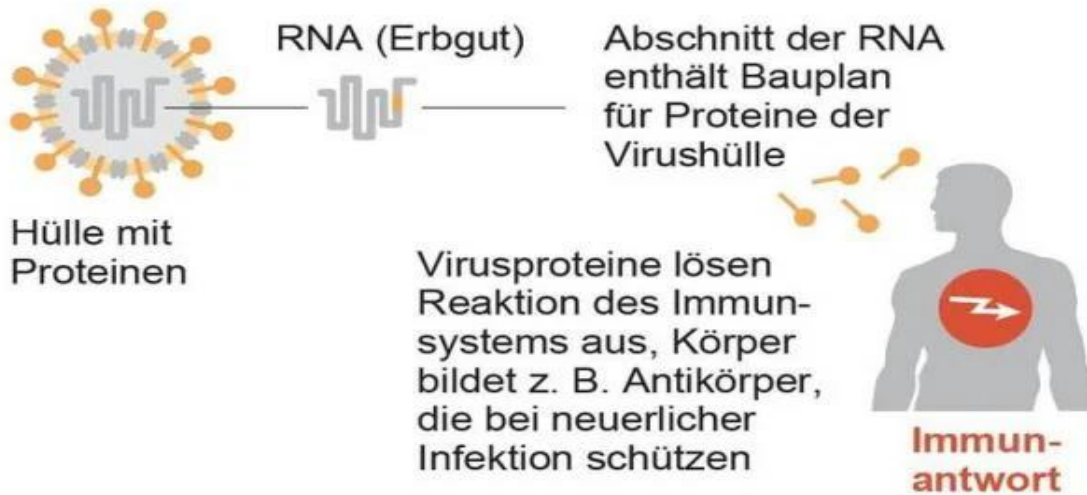 RNA (Erbgut)
Abschnitt der RNA
enthält Bauplan
für Proteine der
Virushülle
Hülle mit
Proteinen
Virusproteine lösen
Reaktion des Immun-
systems aus, Körper
bildet z. B. Antikörper,
die bei neuerlicher
Infektion schützen
Immun-
antwort